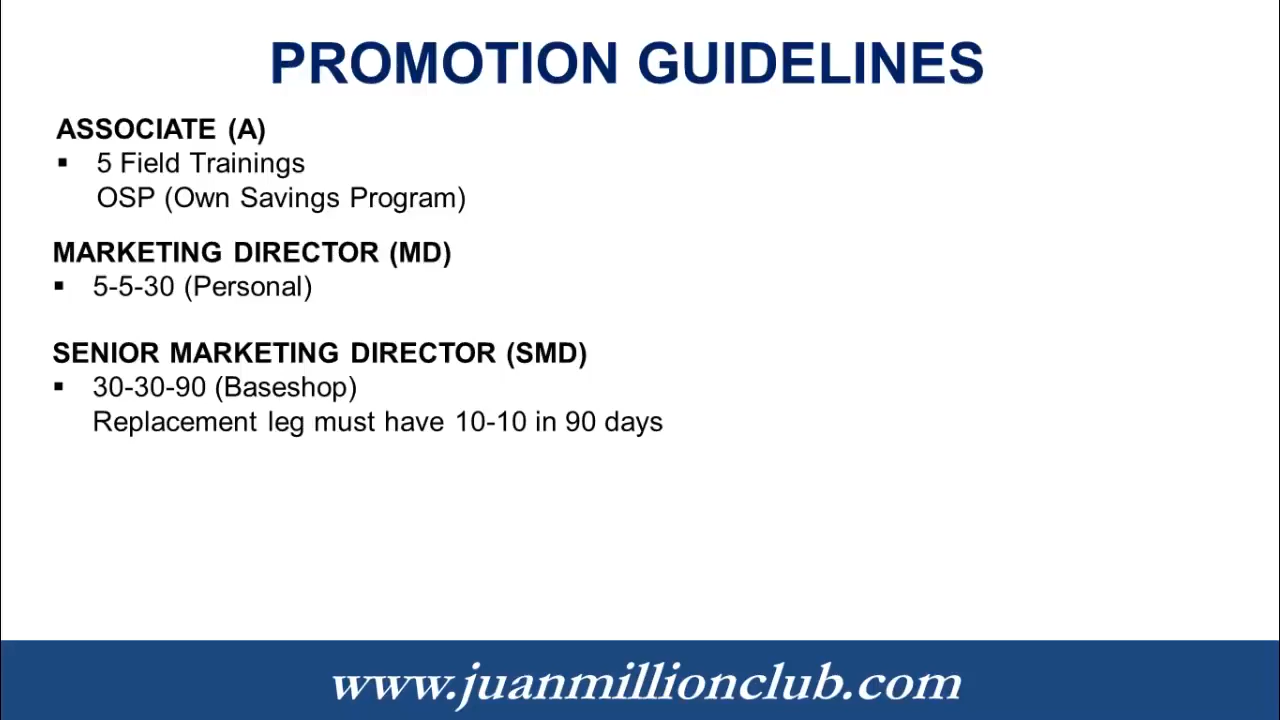 PROMOTION GUIDELINES
ASSOCIATE (A)
▪ 5 Field Trainings
OSP (Own Savings Program)
MARKETING DIRECTOR (MD)
▪ 5-5-30 (Personal)
SENIOR MARKETING DIRECTOR (SMD)
▪ 30-30-90 (Baseshop)
Replacement leg must have 10-10 in 90 days
www.juanmillionclub.com